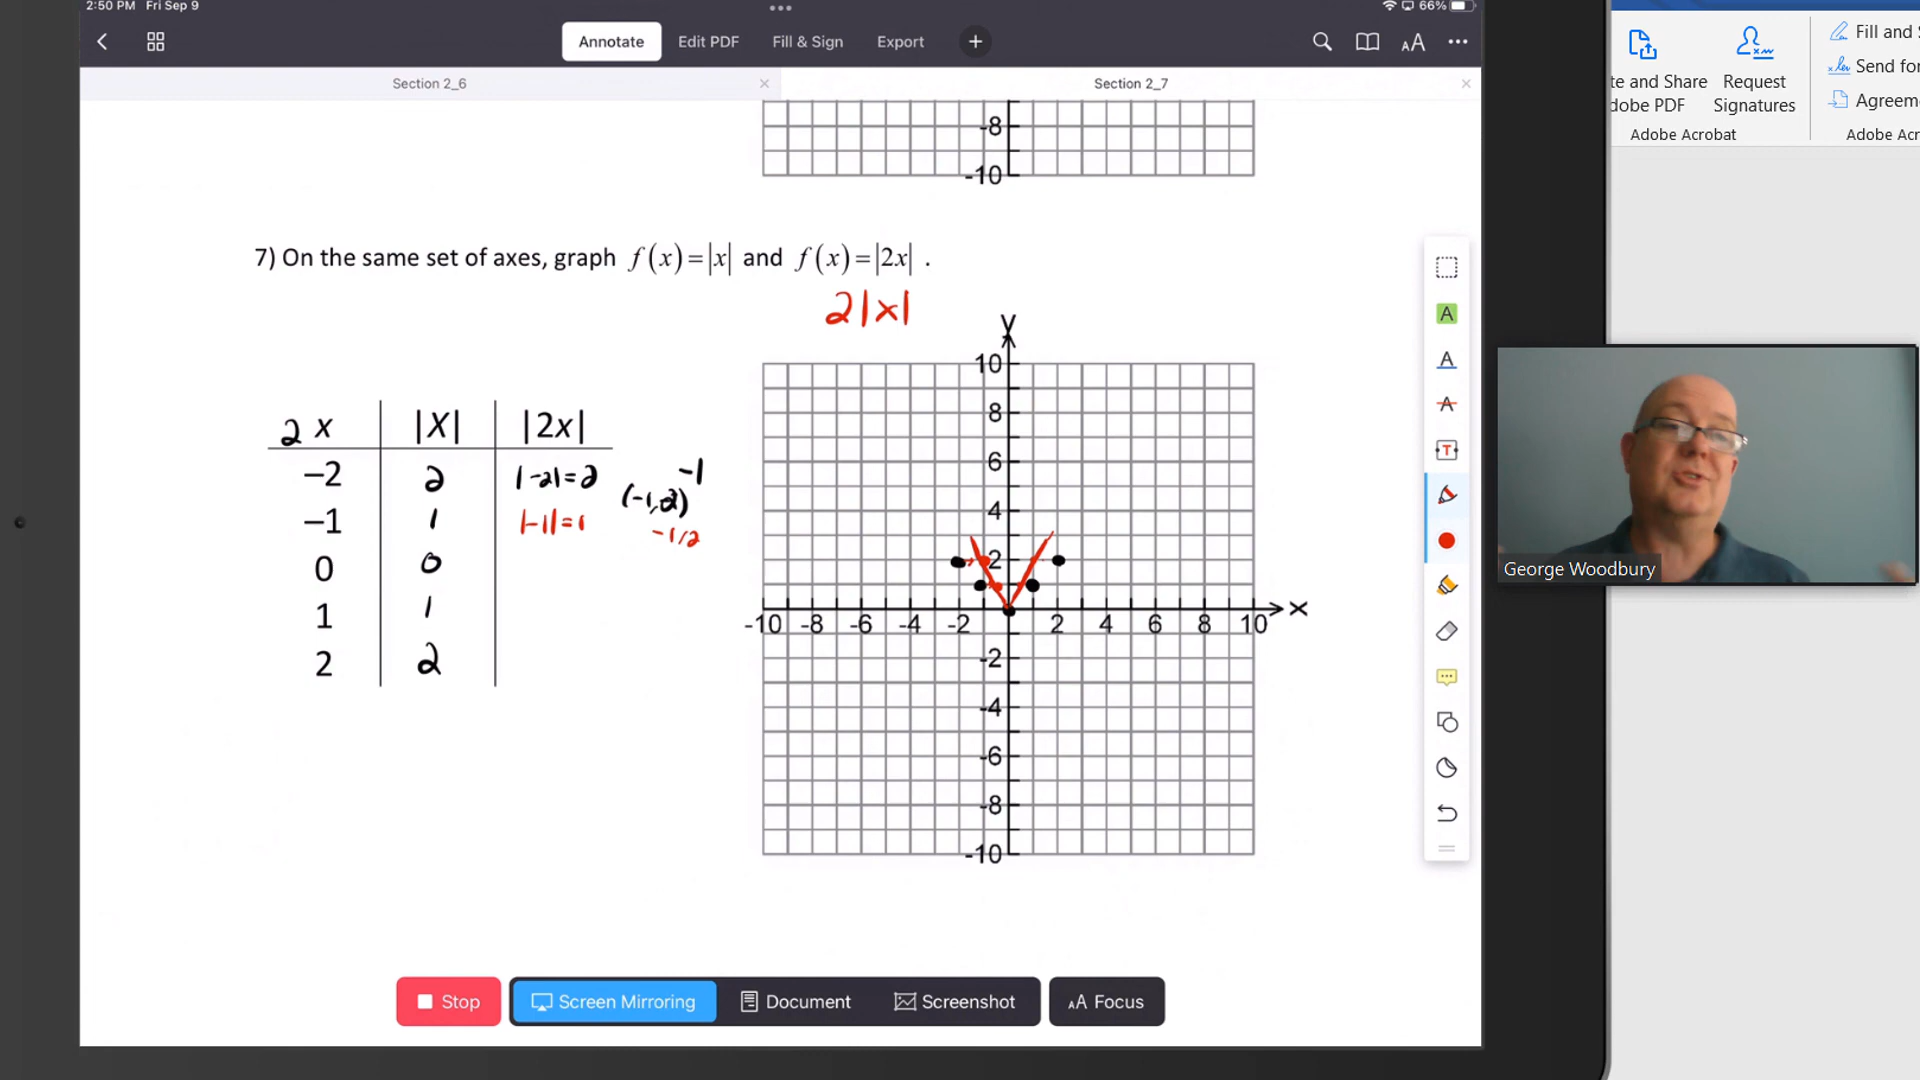 2:50 PM Fri Sep 9
66%
Annotate Edit PDF Fill & Sign Export +
Section 2_6
Section 2_7
te and Share
dobe PDF
Request
Signatures
Fill and S
Send for
Agreeme
Adobe Acrobat
Adobe Acr
-8
-10
7) On the same set of axes, graph f(x)=|x| and f(x)=|2x| .
2|x|
2 x |X| |2x|
-2 2 |-2|=2 -1
(-1,2)
-1 1 |-1|=1 -1/2
0 0
1 1
2 2
y
10
8
6
4
2
-10 -8 -6 -4 -2 2 4 6 8 10 x
-2
-4
-6
-8
-10
George Woodbury
Stop Screen Mirroring Document Screenshot AA Focus